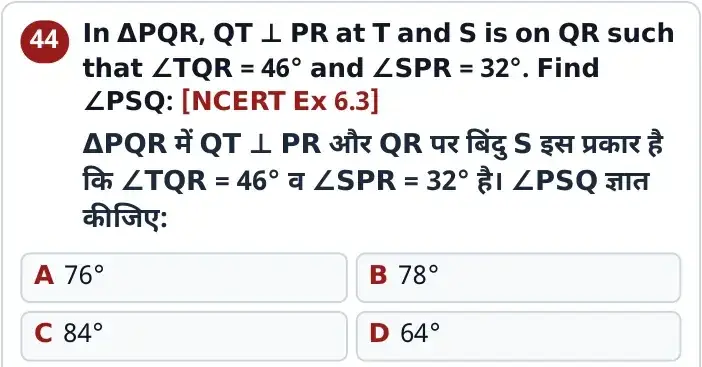 44 In ΔPQR, QT ⊥ PR at T and S is on QR such
that ∠TQR = 46° and ∠SPR = 32°. Find
∠PSQ: [NCERT Ex 6.3]
ΔPQR में QT ⊥ PR और QR पर बिंदु S इस प्रकार है
कि ∠TQR = 46° व ∠SPR = 32° है। ∠PSQ ज्ञात
कीजिए:
A 76°
B 78°
C 84°
D 64°